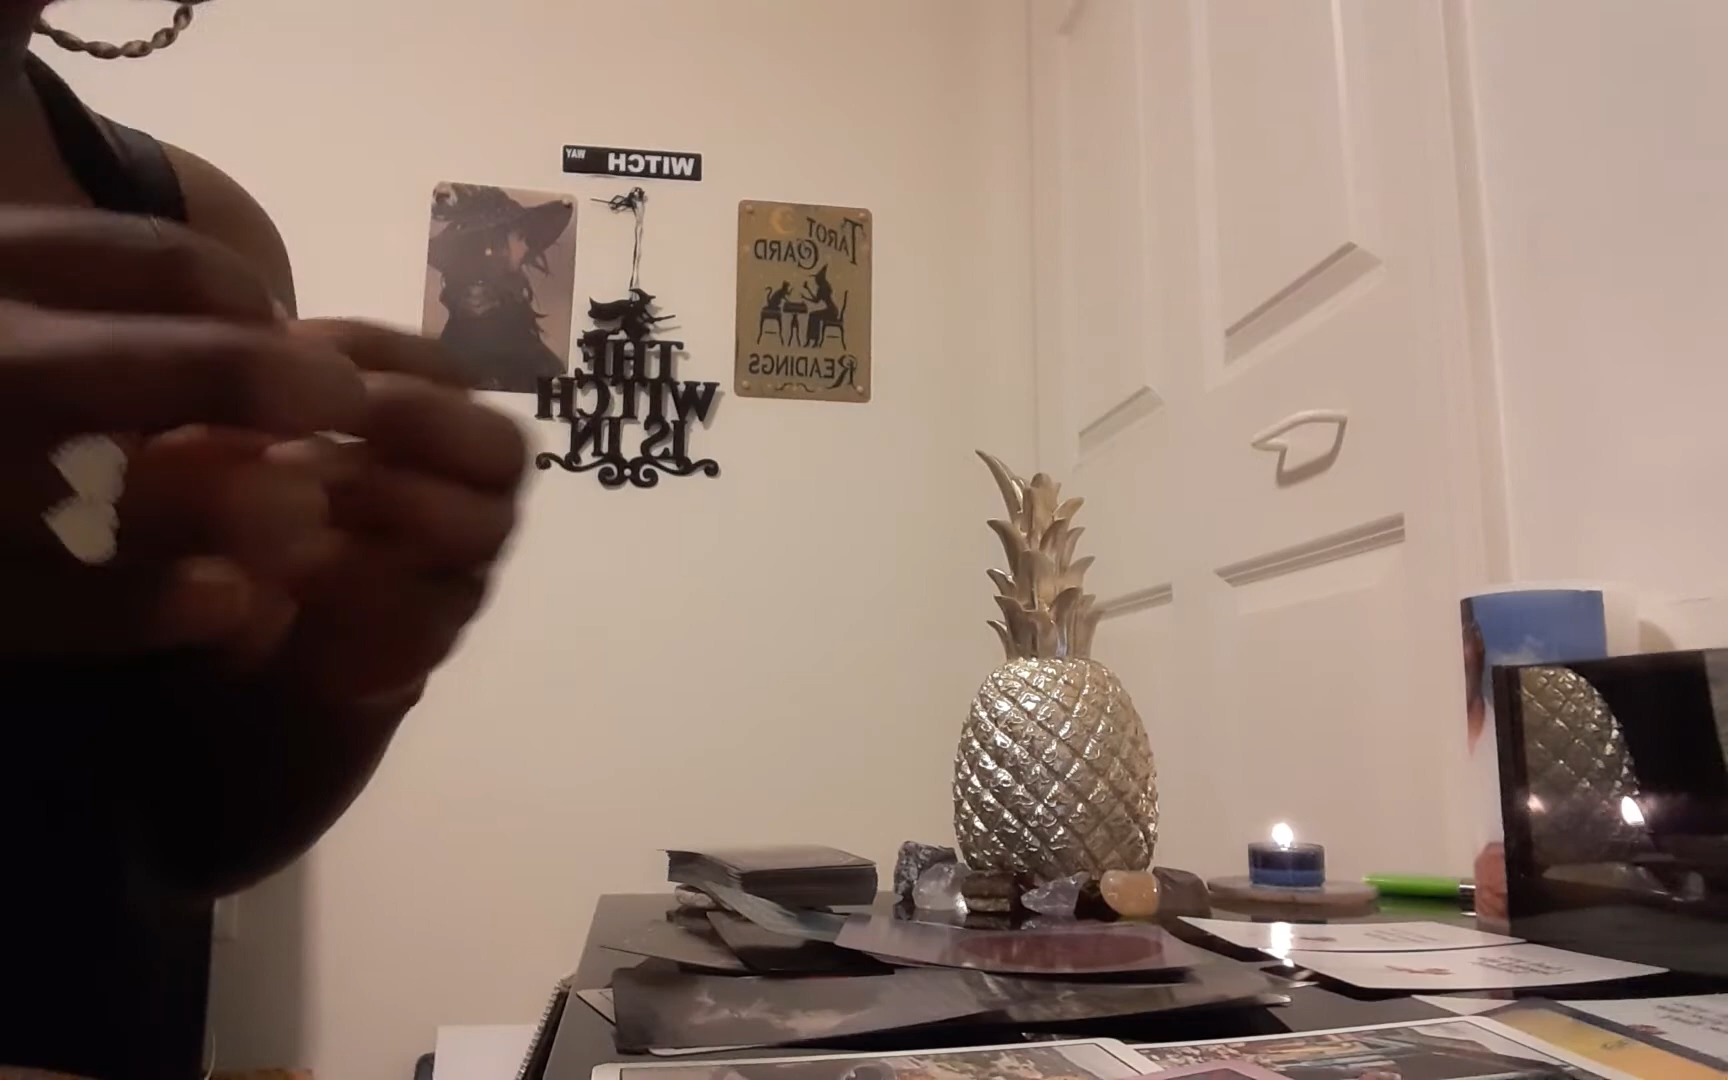 WITCH WAY
TAROT
CARD
READINGS
THE
WITCH
IS IN